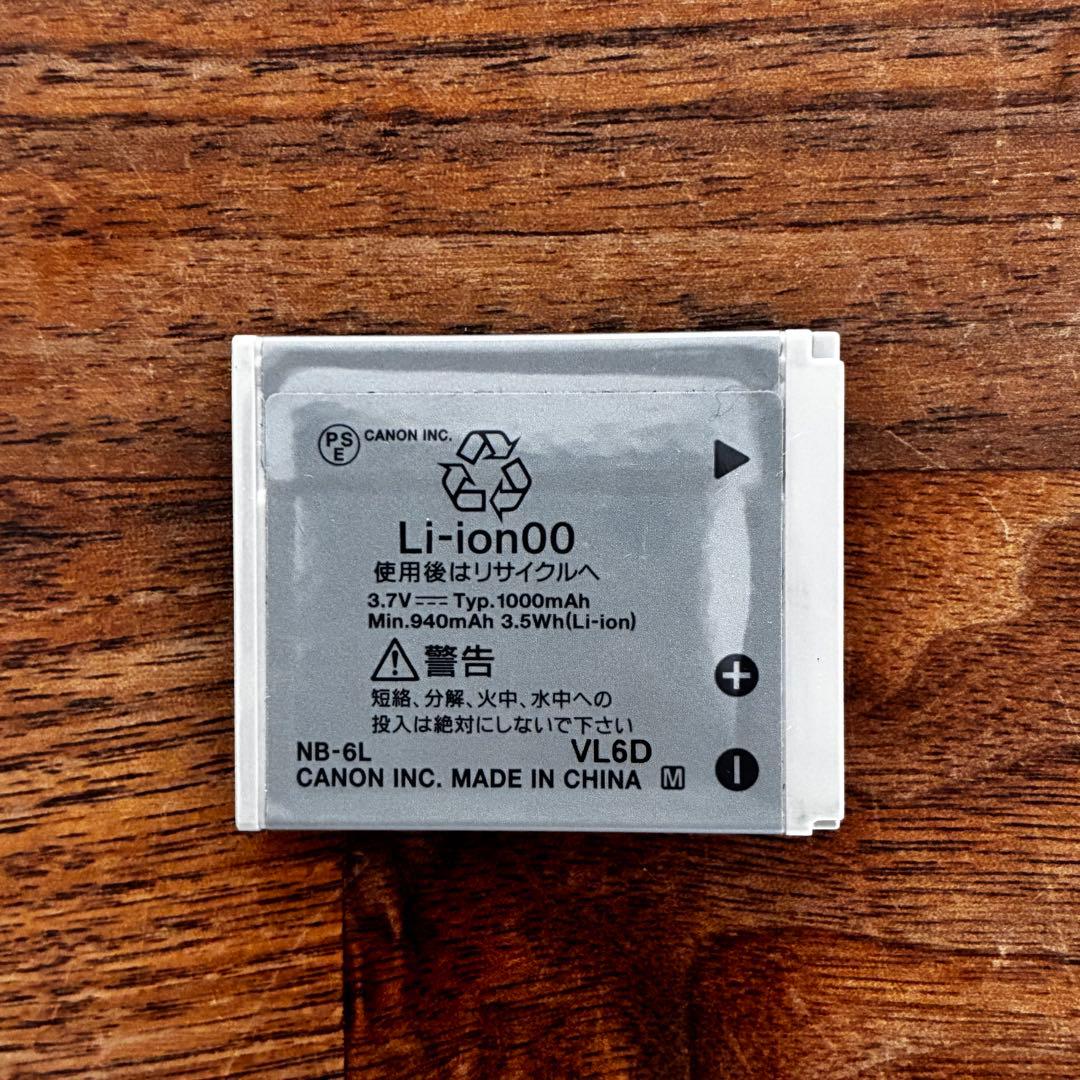 PSE CANON INC.
Li-ion00
使用後はリサイクルへ
3.7V⎓Typ.1000mAh
Min.940mAh 3.5Wh(Li-ion)
警告
短絡、分解、火中、水中への
投入は絶対にしないで下さい
NB-6L VL6D
CANON INC. MADE IN CHINA M